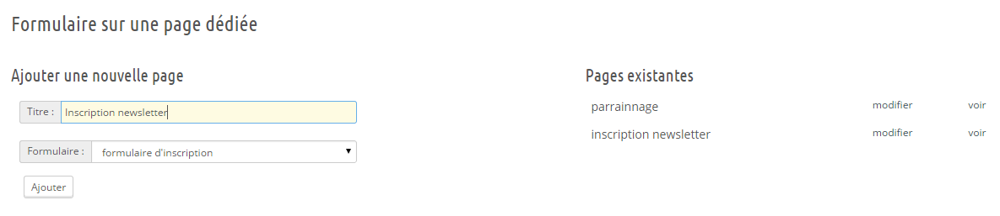 Formulaire sur une page dédiée
Ajouter une nouvelle page
Titre : Inscription newsletter
Formulaire : formulaire d'inscription
Ajouter
Pages existantes
parrainnage modifier voir
inscription newsletter modifier voir